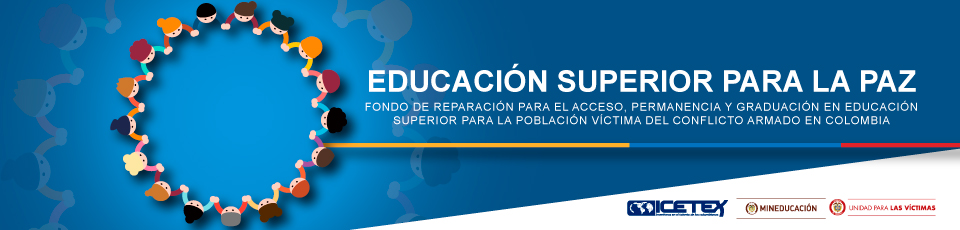 EDUCACIÓN SUPERIOR PARA LA PAZ
FONDO DE REPARACIÓN PARA EL ACCESO, PERMANENCIA Y GRADUACIÓN EN EDUCACIÓN
SUPERIOR PARA LA POBLACIÓN VÍCTIMA DEL CONFLICTO ARMADO EN COLOMBIA
ICETEX
MINEDUCACIÓN
UNIDAD PARA LAS VÍCTIMAS